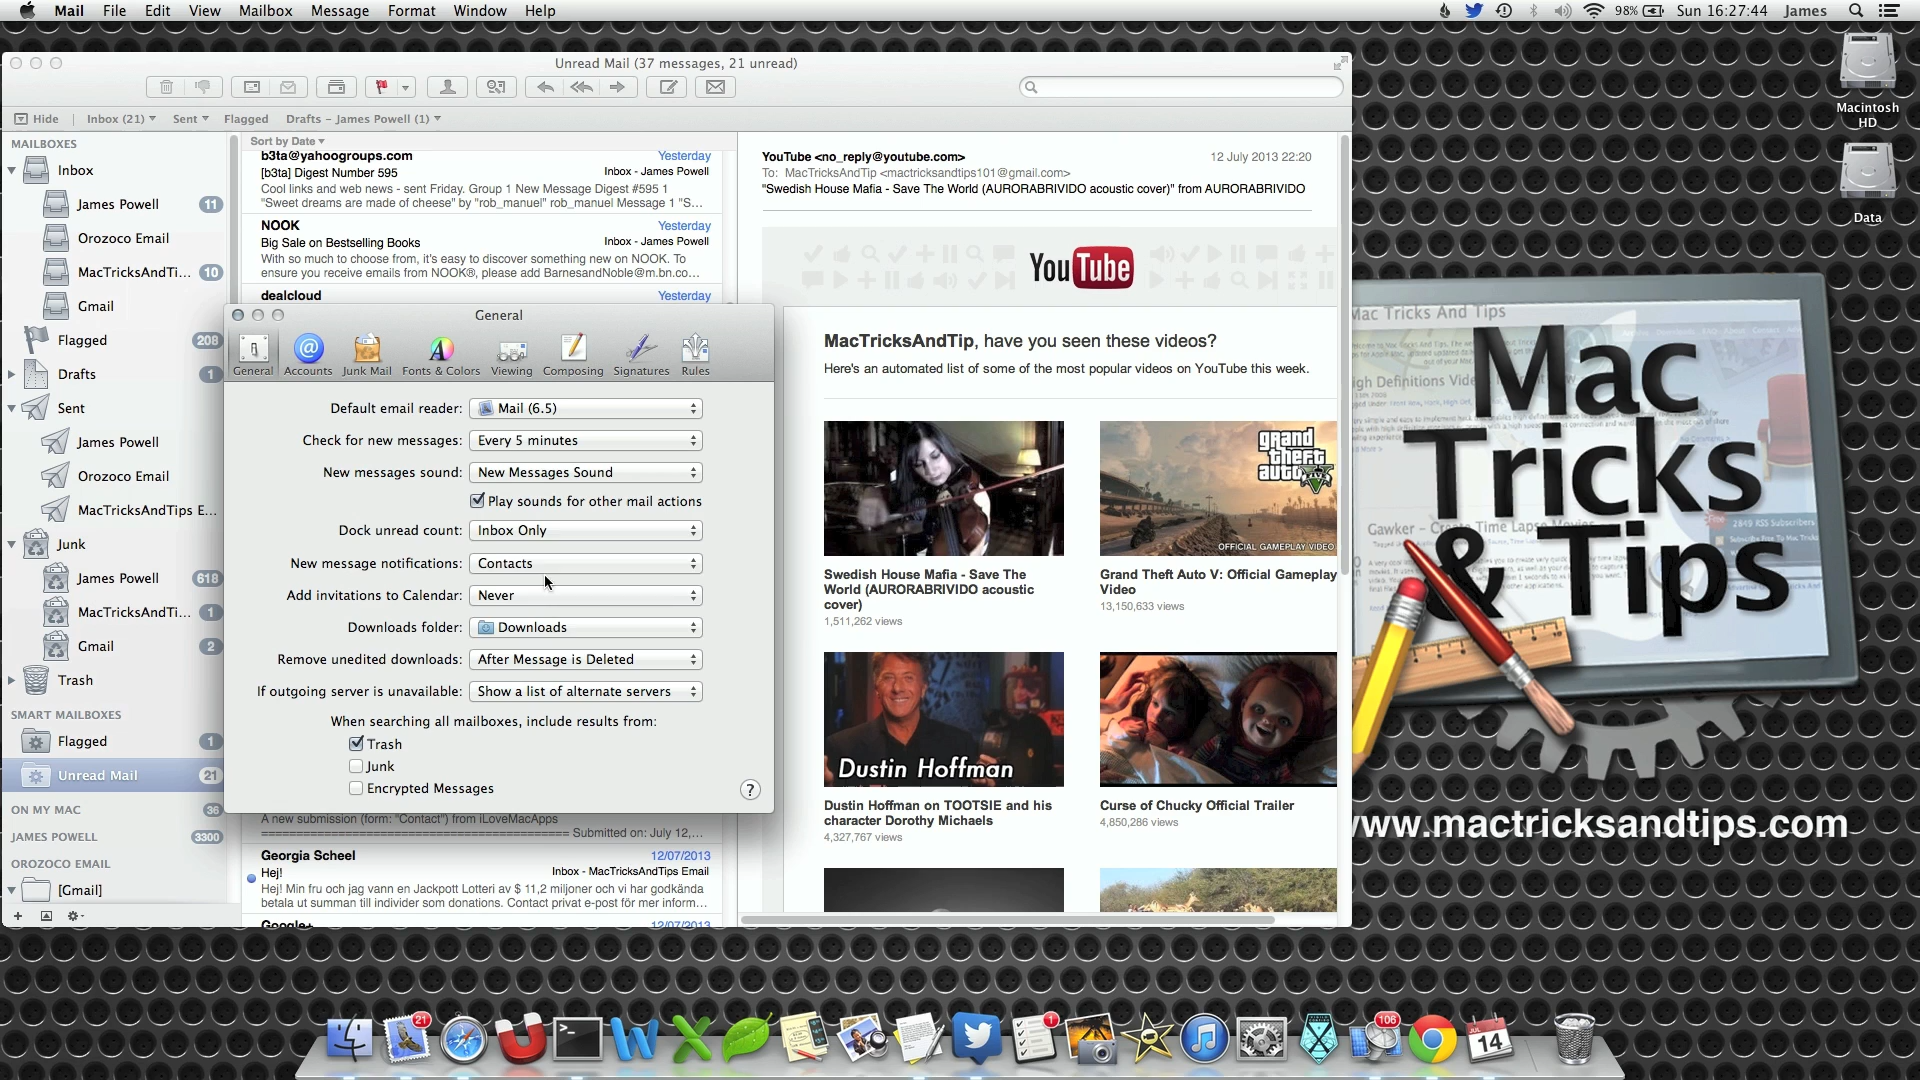 Mail File Edit View Mailbox Message Format Window Help
98% Sun 16:27:44 James
Unread Mail (37 messages, 21 unread)
Hide Inbox (21) Sent Flagged Drafts – James Powell (1)
MAILBOXES
Inbox
James Powell 11
Orozoco Email
MacTricksAndTi... 10
Gmail
Flagged 208
Drafts 1
Sent
James Powell
Orozoco Email
MacTricksAndTips E...
Junk
James Powell 618
MacTricksAndTi... 1
Gmail 2
Trash
SMART MAILBOXES
Flagged 1
Unread Mail 21
ON MY MAC 36
JAMES POWELL 3300
OROZOCO EMAIL
[Gmail]
Sort by Date
b3ta@yahoogroups.com Yesterday
[b3ta] Digest Number 595 Inbox - James Powell
Cool links and web news - sent Friday. Group 1 New Message Digest #595 1
"Sweet dreams are made of cheese" by "rob_manuel" rob_manuel Message 1 "S...
NOOK Yesterday
Big Sale on Bestselling Books Inbox - James Powell
With so much to choose from, it's easy to discover something new on NOOK. To
ensure you receive emails from NOOK®, please add BarnesandNoble@m.bn.co...
dealcloud Yesterday
General
General Accounts Junk Mail Fonts & Colors Viewing Composing Signatures Rules
Default email reader: Mail (6.5)
Check for new messages: Every 5 minutes
New messages sound: New Messages Sound
Play sounds for other mail actions
Dock unread count: Inbox Only
New message notifications: Contacts
Add invitations to Calendar: Never
Downloads folder: Downloads
Remove unedited downloads: After Message is Deleted
If outgoing server is unavailable: Show a list of alternate servers
When searching all mailboxes, include results from:
Trash
Junk
Encrypted Messages
?
A new submission (form: "Contact") from iLoveMacApps
Submitted on: July 12,...
Georgia Scheel 12/07/2013
Hej! Inbox - MacTricksAndTips Email
Hej! Min fru och jag vann en Jackpott Lotteri av $ 11,2 miljoner och vi har godkända
betala ut summan till individer som donations. Contact privat e-post för mer inform...
Google+ 12/07/2013
YouTube <no_reply@youtube.com> 12 July 2013 22:20
To: MacTricksAndTip <mactricksandtips101@gmail.com>
"Swedish House Mafia - Save The World (AURORABRIVIDO acoustic cover)" from AURORABRIVIDO
YouTube
MacTricksAndTip, have you seen these videos?
Here's an automated list of some of the most popular videos on YouTube this week.
grand
theft
auto V
OFFICIAL GAMEPLAY VIDEO
Swedish House Mafia - Save The
World (AURORABRIVIDO acoustic
cover)
1,511,262 views
Grand Theft Auto V: Official Gameplay
Video
13,150,633 views
Dustin Hoffman
Dustin Hoffman on TOOTSIE and his
character Dorothy Michaels
4,327,767 views
Curse of Chucky Official Trailer
4,850,286 views
Macintosh
HD
Data
Mac Tricks And Tips
Mac
Tricks
& Tips
Gawker – Create Time Lapse Movies
2849 RSS Subscribers
www.mactricksandtips.com
21
1
106
JUL
14